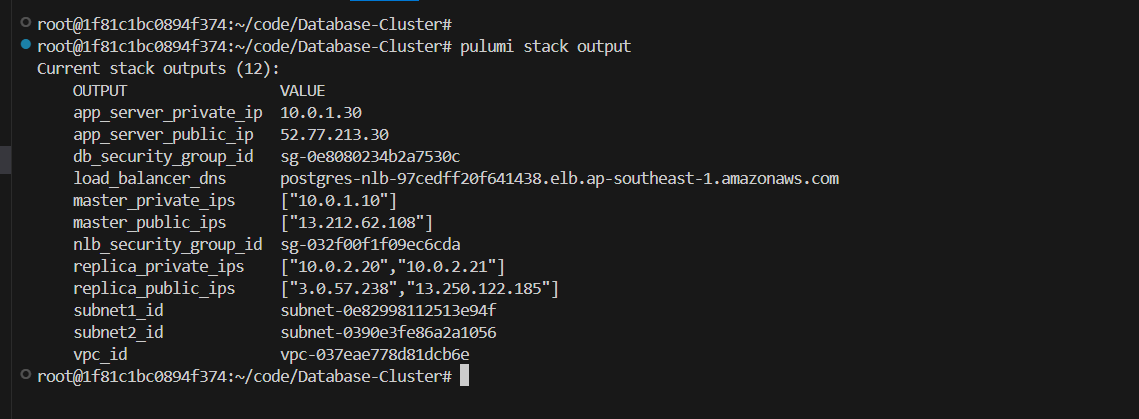 root@1f81c1bc0894f374:~/code/Database-Cluster#
root@1f81c1bc0894f374:~/code/Database-Cluster# pulumi stack output
Current stack outputs (12):
OUTPUT VALUE
app_server_private_ip 10.0.1.30
app_server_public_ip 52.77.213.30
db_security_group_id sg-0e8080234b2a7530c
load_balancer_dns postgres-nlb-97cedff20f641438.elb.ap-southeast-1.amazonaws.com
master_private_ips ["10.0.1.10"]
master_public_ips ["13.212.62.108"]
nlb_security_group_id sg-032f00f1f09ec6cda
replica_private_ips ["10.0.2.20","10.0.2.21"]
replica_public_ips ["3.0.57.238","13.250.122.185"]
subnet1_id subnet-0e82998112513e94f
subnet2_id subnet-0390e3fe86a2a1056
vpc_id vpc-037eae778d81dcb6e
root@1f81c1bc0894f374:~/code/Database-Cluster#